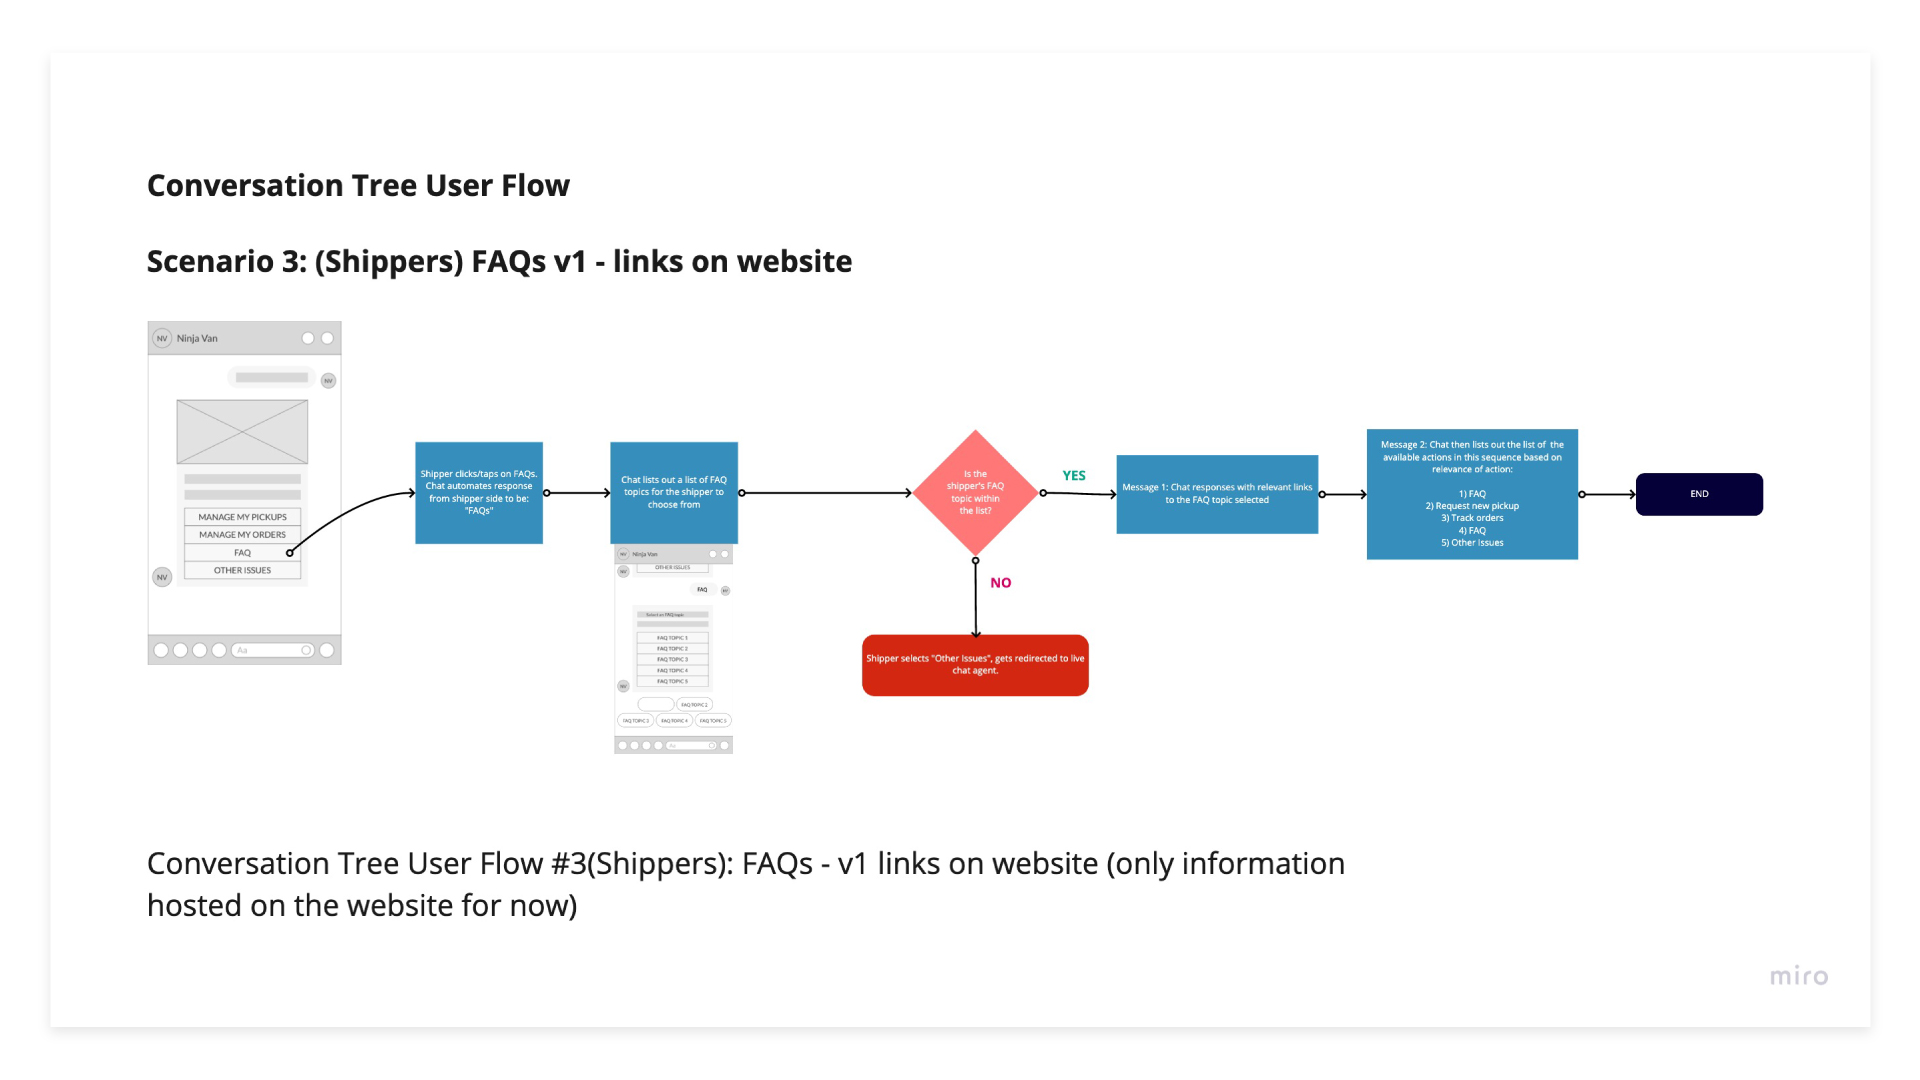 Conversation Tree User Flow
Scenario 3: (Shippers) FAQs v1 - links on website
NV Ninja Van
NV
MANAGE MY PICKUPS
MANAGE MY ORDERS
FAQ
OTHER ISSUES
NV
Aa
Shipper clicks/taps on FAQs.
Chat automates response
from shipper side to be:
"FAQs"
Chat lists out a list of FAQ
topics for the shipper to
choose from
NV Ninja Van
OTHER ISSUES
NV
FAQ
NV
Select an FAQ topic
FAQ TOPIC 1
FAQ TOPIC 2
FAQ TOPIC 3
FAQ TOPIC 4
FAQ TOPIC 5
NV
FAQ TOPIC 2
FAQ TOPIC 3 FAQ TOPIC 4 FAQ TOPIC 5
Aa
Is the
shipper's FAQ
topic within
the list?
YES
NO
Shipper selects "Other Issues", gets redirected to live
chat agent.
Message 1: Chat responses with relevant links
to the FAQ topic selected
Message 2: Chat then lists out the list of the
available actions in this sequence based on
relevance of action:
1) FAQ
2) Request new pickup
3) Track orders
4) FAQ
5) Other issues
END
Conversation Tree User Flow #3(Shippers): FAQs - v1 links on website (only information
hosted on the website for now)
miro